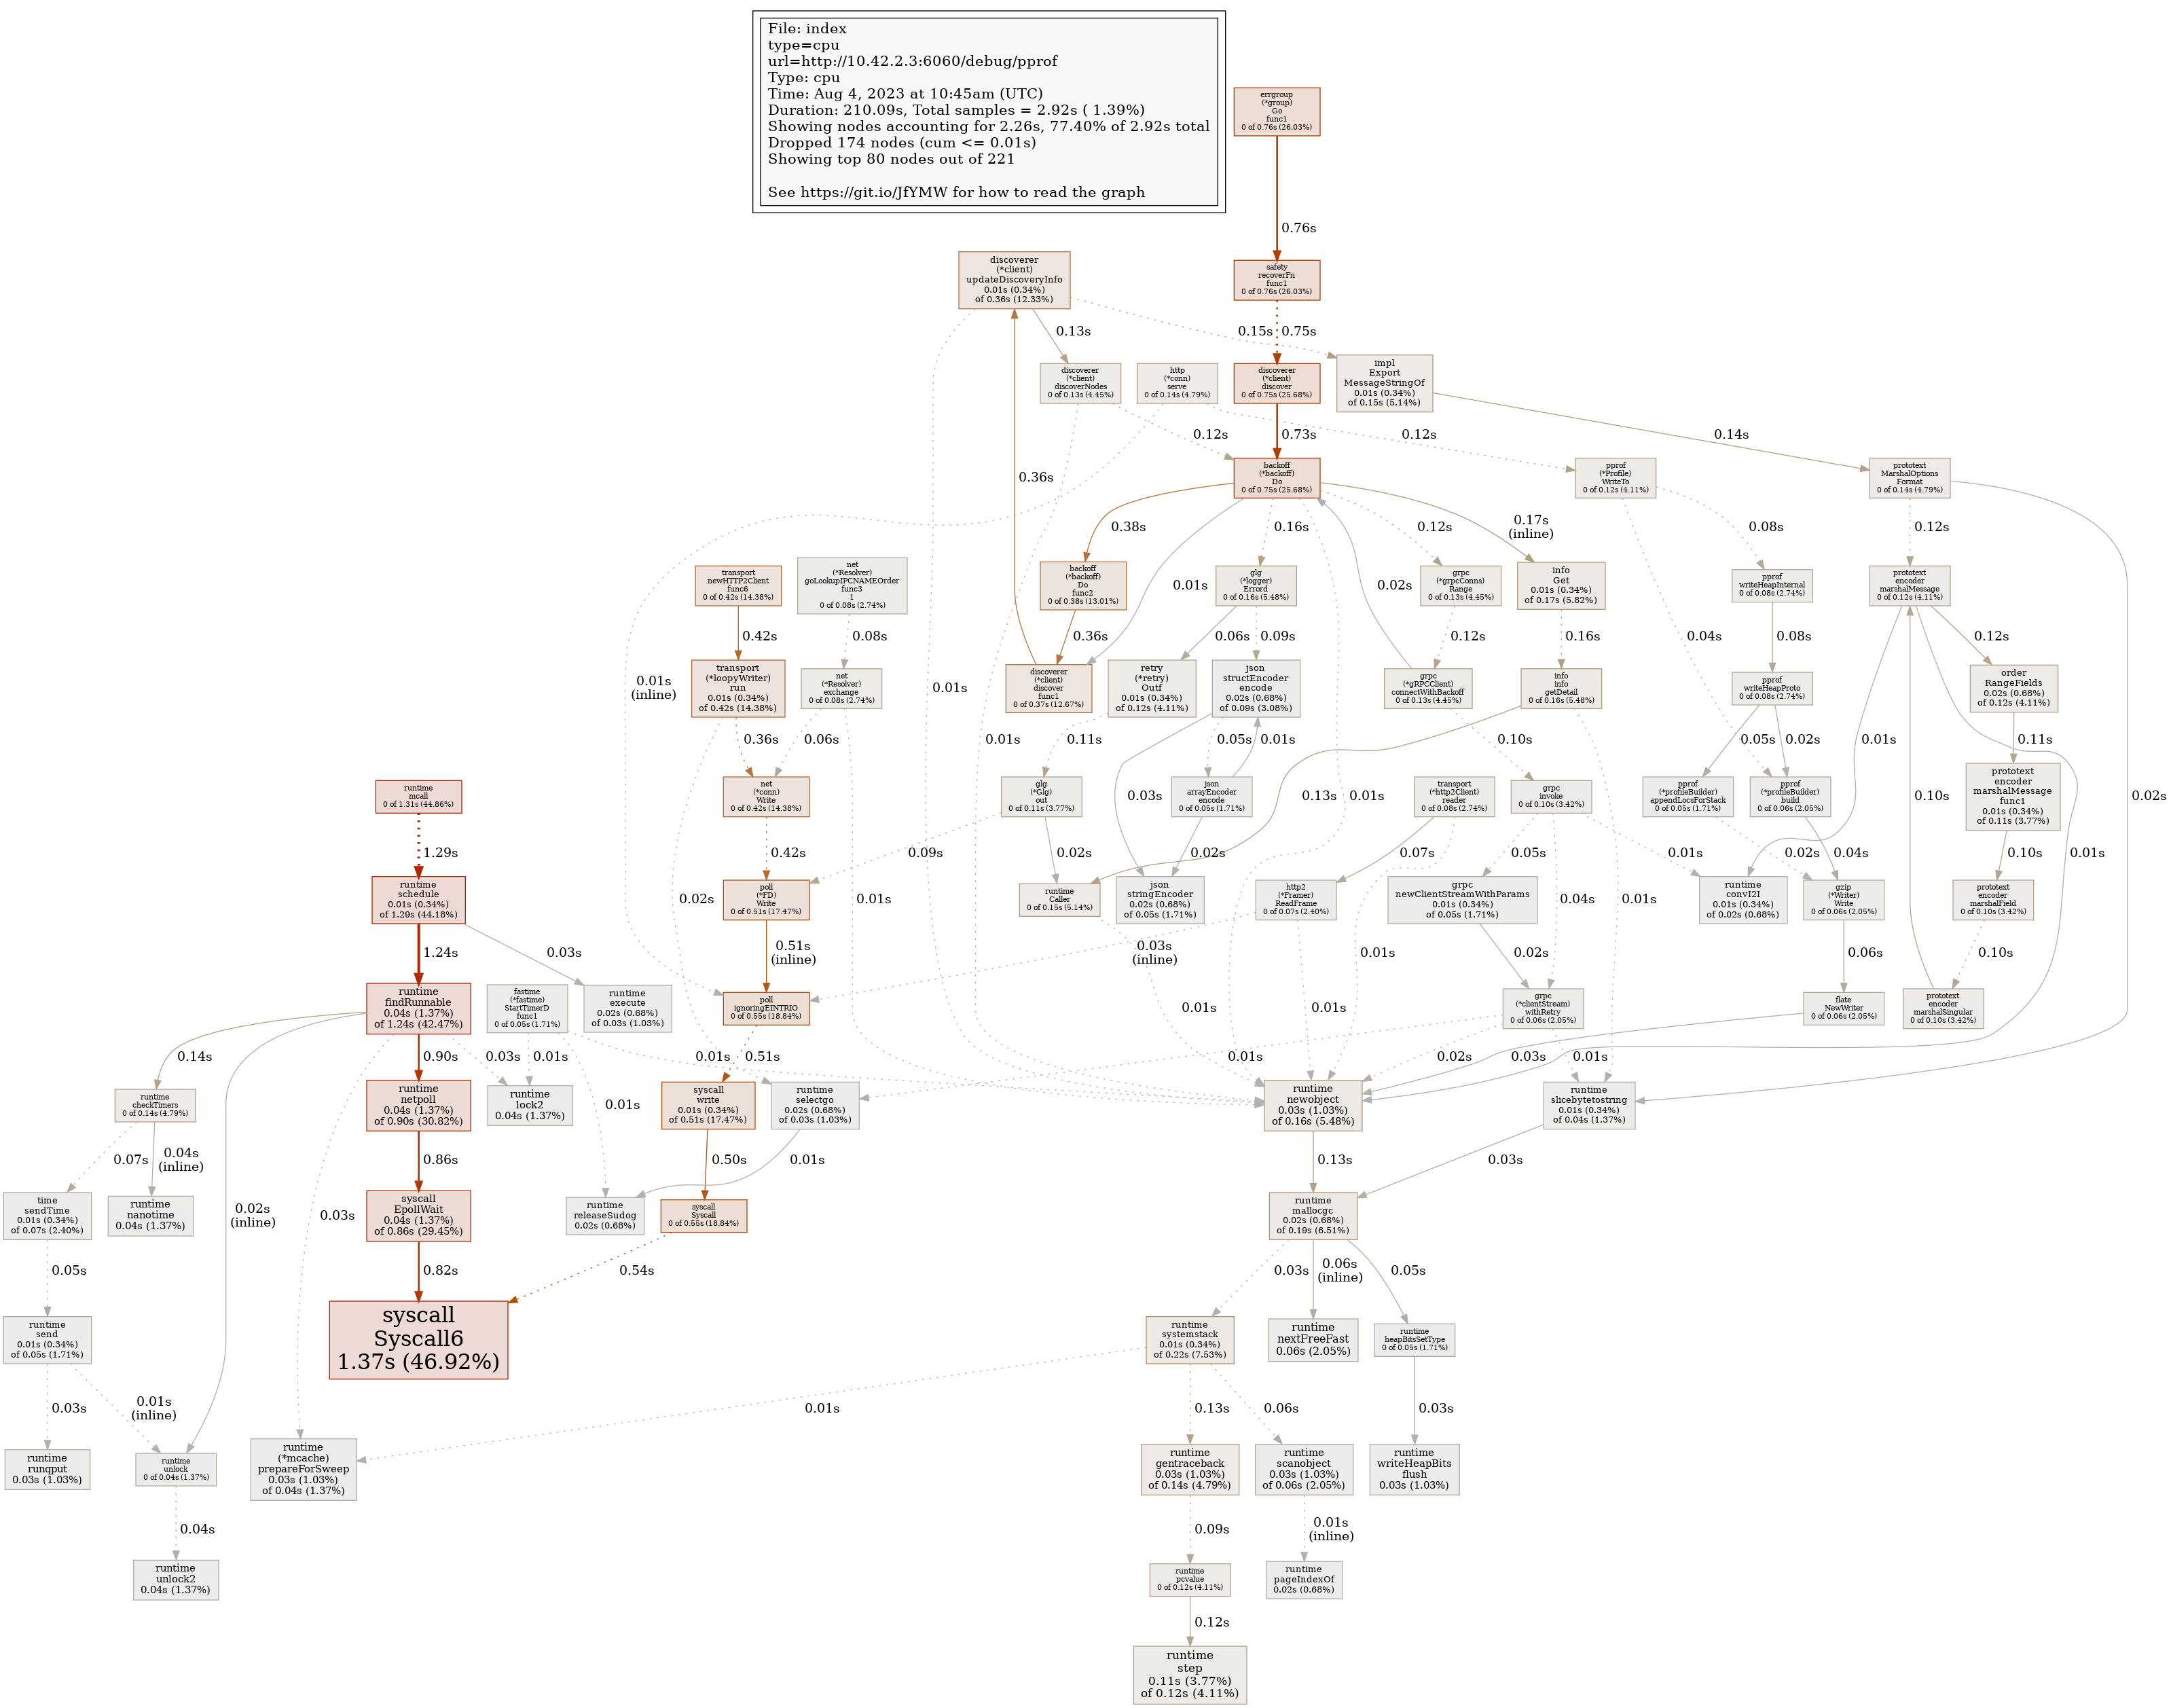 File: index
type=cpu
url=http://10.42.2.3:6060/debug/pprof
Type: cpu
Time: Aug 4, 2023 at 10:45am (UTC)
Duration: 210.09s, Total samples = 2.92s ( 1.39%)
Showing nodes accounting for 2.26s, 77.40% of 2.92s total
Dropped 174 nodes (cum <= 0.01s)
Showing top 80 nodes out of 221
See https://git.io/JfYMW for how to read the graph
errgroup
(*group)
Go
func1
0 of 0.76s (26.03%)
0.76s
discoverer
(*client)
updateDiscoveryInfo
0.01s (0.34%)
of 0.36s (12.33%)
safety
recoverFn
func1
0 of 0.76s (26.03%)
0.13s
0.15s
0.75s
discoverer
(*client)
discoverNodes
0 of 0.13s (4.45%)
http
(*conn)
serve
0 of 0.14s (4.79%)
discoverer
(*client)
discover
0 of 0.75s (25.68%)
impl
Export
MessageStringOf
0.01s (0.34%)
of 0.15s (5.14%)
0.12s
0.73s
0.12s
0.14s
0.36s
backoff
(*backoff)
Do
0 of 0.75s (25.68%)
pprof
(*Profile)
WriteTo
0 of 0.12s (4.11%)
prototext
MarshalOptions
Format
0 of 0.14s (4.79%)
0.38s
0.16s
0.12s
0.17s
(inline)
0.08s
0.12s
transport
newHTTP2Client
func6
0 of 0.42s (14.38%)
net
(*Resolver)
goLookupIPCNAMEOrder
func3
1
0 of 0.08s (2.74%)
backoff
(*backoff)
Do
func2
0 of 0.38s (13.01%)
0.01s
glg
(*logger)
Errord
0 of 0.16s (5.48%)
grpc
(*grpcConns)
Range
0 of 0.13s (4.45%)
info
Get
0.01s (0.34%)
of 0.17s (5.82%)
pprof
writeHeapInternal
0 of 0.08s (2.74%)
prototext
encoder
marshalMessage
0 of 0.12s (4.11%)
0.42s
0.08s
0.36s
0.06s
0.09s
0.02s
0.12s
0.16s
0.04s
0.08s
0.12s
transport
(*loopyWriter)
run
0.01s (0.34%)
of 0.42s (14.38%)
net
(*Resolver)
exchange
0 of 0.08s (2.74%)
0.01s
(inline)
0.01s
discoverer
(*client)
discover
func1
0 of 0.37s (12.67%)
retry
(*retry)
Outf
0.01s (0.34%)
of 0.12s (4.11%)
json
structEncoder
encode
0.02s (0.68%)
of 0.09s (3.08%)
grpc
(*gRPCClient)
connectWithBackoff
0 of 0.13s (4.45%)
info
info
getDetail
0 of 0.16s (5.48%)
pprof
writeHeapProto
0 of 0.08s (2.74%)
order
RangeFields
0.02s (0.68%)
of 0.12s (4.11%)
0.36s
0.06s
0.01s
0.11s
0.05s
0.01s
0.10s
0.05s
0.02s
0.01s
0.11s
runtime
mcall
0 of 1.31s (44.86%)
net
(*conn)
Write
0 of 0.42s (14.38%)
glg
(*Glg)
out
0 of 0.11s (3.77%)
0.03s
json
arrayEncoder
encode
0 of 0.05s (1.71%)
0.13s
0.01s
transport
(*http2Client)
reader
0 of 0.08s (2.74%)
grpc
invoke
0 of 0.10s (3.42%)
pprof
(*profileBuilder)
appendLocsForStack
0 of 0.05s (1.71%)
pprof
(*profileBuilder)
build
0 of 0.06s (2.05%)
0.10s
prototext
encoder
marshalMessage
func1
0.01s (0.34%)
of 0.11s (3.77%)
0.02s
1.29s
0.42s
0.09s
0.02s
0.02s
0.07s
0.05s
0.01s
0.02s
0.04s
0.01s
0.10s
runtime
schedule
0.01s (0.34%)
of 1.29s (44.18%)
0.02s
poll
(*FD)
Write
0 of 0.51s (17.47%)
0.01s
runtime
Caller
0 of 0.15s (5.14%)
json
stringEncoder
0.02s (0.68%)
of 0.05s (1.71%)
http2
(*Framer)
ReadFrame
0 of 0.07s (2.40%)
grpc
newClientStreamWithParams
0.01s (0.34%)
of 0.05s (1.71%)
0.04s
0.01s
runtime
convI2I
0.01s (0.34%)
of 0.02s (0.68%)
gzip
(*Writer)
Write
0 of 0.06s (2.05%)
prototext
encoder
marshalField
0 of 0.10s (3.42%)
1.24s
0.03s
0.51s
(inline)
0.03s
(inline)
0.01s
0.02s
0.06s
0.10s
runtime
findRunnable
0.04s (1.37%)
of 1.24s (42.47%)
fastime
(*fastime)
StartTimerD
func1
0 of 0.05s (1.71%)
runtime
execute
0.02s (0.68%)
of 0.03s (1.03%)
poll
ignoringEINTRIO
0 of 0.55s (18.84%)
0.01s
0.01s
grpc
(*clientStream)
withRetry
0 of 0.06s (2.05%)
flate
NewWriter
0 of 0.06s (2.05%)
prototext
encoder
marshalSingular
0 of 0.10s (3.42%)
0.14s
0.90s
0.03s
0.01s
0.01s
0.51s
0.01s
0.02s
0.03s
0.01s
runtime
checkTimers
0 of 0.14s (4.79%)
runtime
netpoll
0.04s (1.37%)
of 0.90s (30.82%)
runtime
lock2
0.04s (1.37%)
0.01s
syscall
write
0.01s (0.34%)
of 0.51s (17.47%)
runtime
selectgo
0.02s (0.68%)
of 0.03s (1.03%)
runtime
newobject
0.03s (1.03%)
of 0.16s (5.48%)
runtime
slicebytetostring
0.01s (0.34%)
of 0.04s (1.37%)
0.07s
0.04s
(inline)
0.86s
0.50s
0.01s
0.13s
0.03s
time
sendTime
0.01s (0.34%)
of 0.07s (2.40%)
runtime
nanotime
0.04s (1.37%)
0.02s
(inline)
0.03s
syscall
EpollWait
0.04s (1.37%)
of 0.86s (29.45%)
runtime
releaseSudog
0.02s (0.68%)
syscall
Syscall
0 of 0.55s (18.84%)
runtime
mallocgc
0.02s (0.68%)
of 0.19s (6.51%)
0.05s
0.82s
0.54s
0.03s
0.06s
(inline)
0.05s
runtime
send
0.01s (0.34%)
of 0.05s (1.71%)
syscall
Syscall6
1.37s (46.92%)
runtime
systemstack
0.01s (0.34%)
of 0.22s (7.53%)
runtime
nextFreeFast
0.06s (2.05%)
runtime
heapBitsSetType
0 of 0.05s (1.71%)
0.03s
0.01s
(inline)
0.01s
0.13s
0.06s
0.03s
runtime
runqput
0.03s (1.03%)
runtime
unlock
0 of 0.04s (1.37%)
runtime
(*mcache)
prepareForSweep
0.03s (1.03%)
of 0.04s (1.37%)
runtime
gentraceback
0.03s (1.03%)
of 0.14s (4.79%)
runtime
scanobject
0.03s (1.03%)
of 0.06s (2.05%)
runtime
writeHeapBits
flush
0.03s (1.03%)
0.04s
0.09s
0.01s
(inline)
runtime
unlock2
0.04s (1.37%)
runtime
pcvalue
0 of 0.12s (4.11%)
runtime
pageIndexOf
0.02s (0.68%)
0.12s
runtime
step
0.11s (3.77%)
of 0.12s (4.11%)